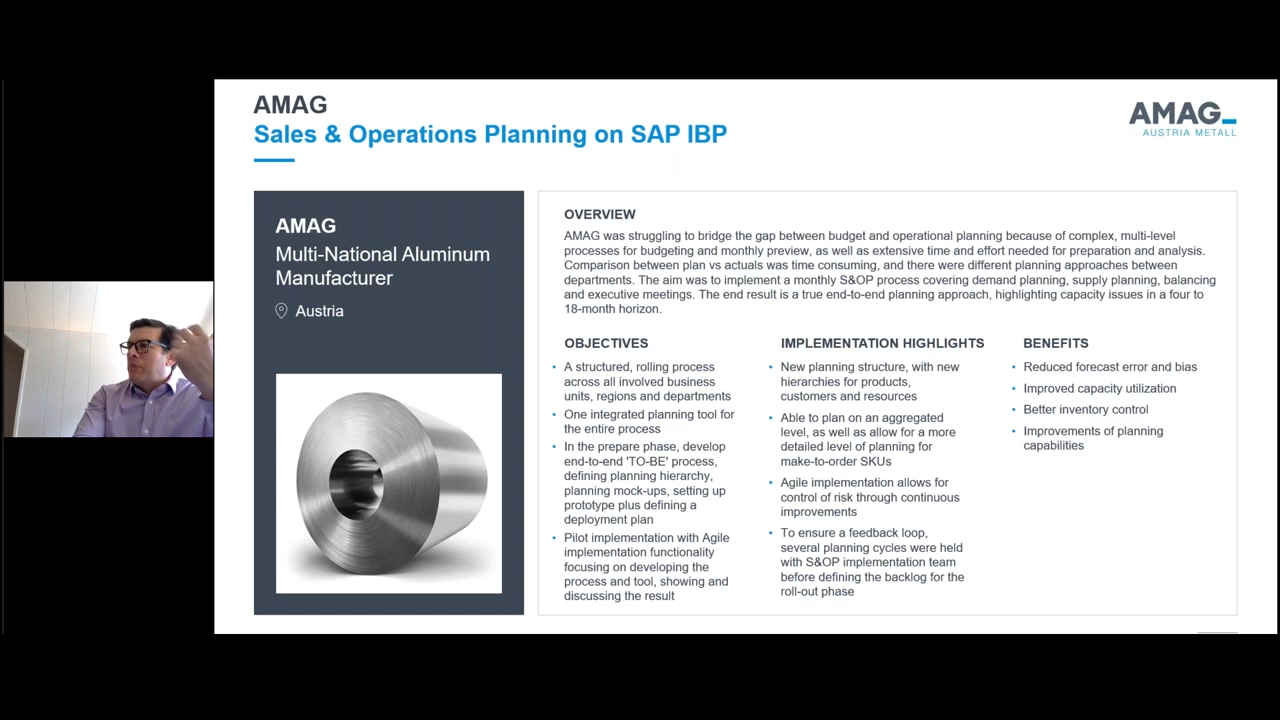 AMAG
Sales & Operations Planning on SAP IBP
AMAG_
AUSTRIA METALL
AMAG
Multi-National Aluminum
Manufacturer
Austria
OVERVIEW
AMAG was struggling to bridge the gap between budget and operational planning because of complex, multi-level
processes for budgeting and monthly preview, as well as extensive time and effort needed for preparation and analysis.
Comparison between plan vs actuals was time consuming, and there were different planning approaches between
departments. The aim was to implement a monthly S&OP process covering demand planning, supply planning, balancing
and executive meetings. The end result is a true end-to-end planning approach, highlighting capacity issues in a four to
18-month horizon.
OBJECTIVES
• A structured, rolling process
across all involved business
units, regions and departments
• One integrated planning tool for
the entire process
• In the prepare phase, develop
end-to-end 'TO-BE' process,
defining planning hierarchy,
planning mock-ups, setting up
prototype plus defining a
deployment plan
• Pilot implementation with Agile
implementation functionality
focusing on developing the
process and tool, showing and
discussing the result
IMPLEMENTATION HIGHLIGHTS
• New planning structure, with new
hierarchies for products,
customers and resources
• Able to plan on an aggregated
level, as well as allow for a more
detailed level of planning for
make-to-order SKUs
• Agile implementation allows for
control of risk through continuous
improvements
• To ensure a feedback loop,
several planning cycles were held
with S&OP implementation team
before defining the backlog for the
roll-out phase
BENEFITS
• Reduced forecast error and bias
• Improved capacity utilization
• Better inventory control
• Improvements of planning
capabilities